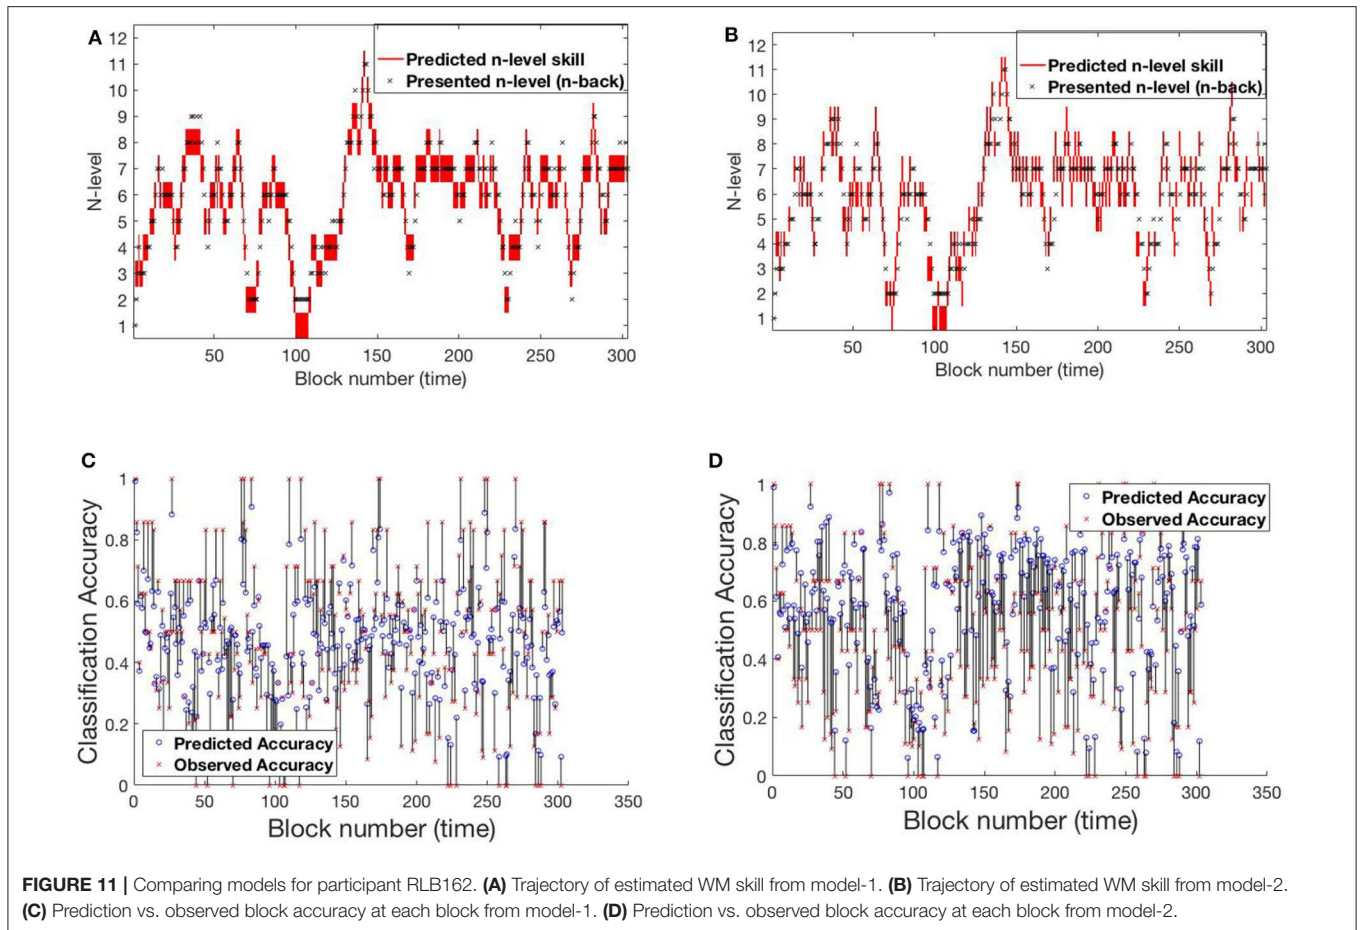 A
12
11
10
9
8
7
6
5
4
3
2
1
N-level
Predicted n-level skill
Presented n-level (n-back)
50 100 150 200 250 300
Block number (time)
B
12
11
10
9
8
7
6
5
4
3
2
1
N-level
Predicted n-level skill
Presented n-level (n-back)
50 100 150 200 250 300
Block number (time)
C
1
0.8
0.6
0.4
0.2
0
Classification Accuracy
Predicted Accuracy
Observed Accuracy
0 50 100 150 200 250 300 350
Block number (time)
D
1
0.8
0.6
0.4
0.2
0
Classification Accuracy
Predicted Accuracy
Observed Accuracy
0 50 100 150 200 250 300 350
Block number (time)
FIGURE 11 | Comparing models for participant RLB162. (A) Trajectory of estimated WM skill from model-1. (B) Trajectory of estimated WM skill from model-2.
(C) Prediction vs. observed block accuracy at each block from model-1. (D) Prediction vs. observed block accuracy at each block from model-2.